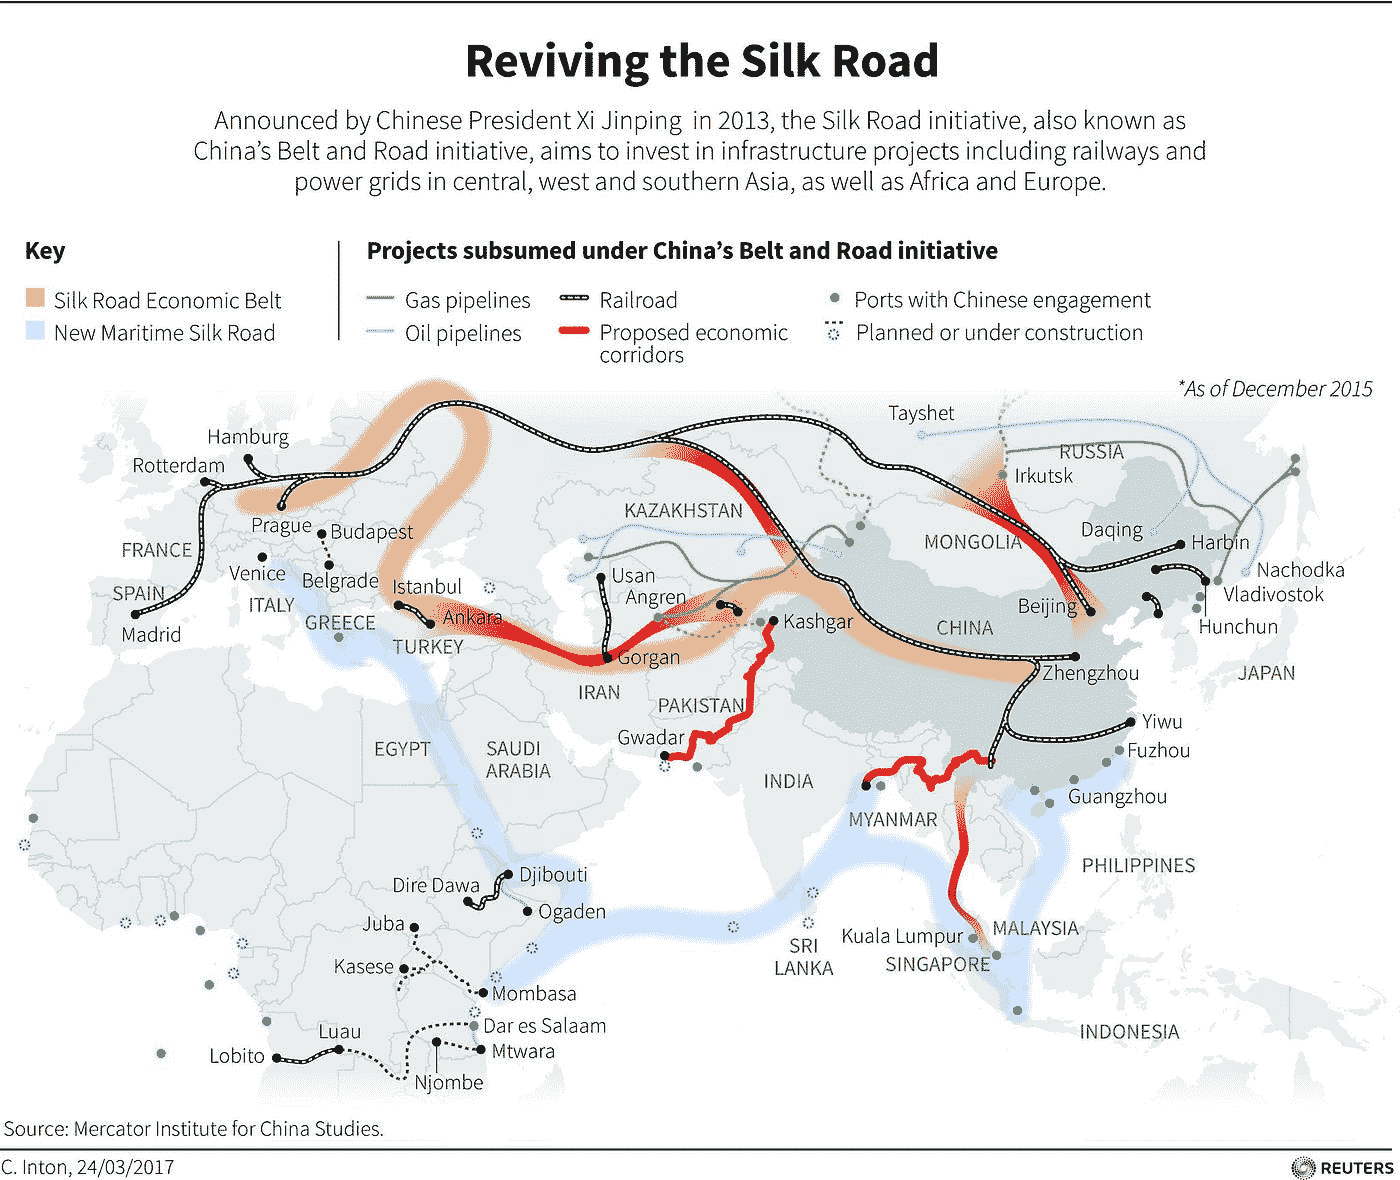 Reviving the Silk Road
Announced by Chinese President Xi Jinping in 2013, the Silk Road initiative, also known as
China's Belt and Road initiative, aims to invest in infrastructure projects including railways and
power grids in central, west and southern Asia, as well as Africa and Europe.
Key
Silk Road Economic Belt
New Maritime Silk Road
Projects subsumed under China's Belt and Road initiative
Gas pipelines
Oil pipelines
Railroad
Proposed economic
corridors
Ports with Chinese engagement
Planned or under construction
*As of December 2015
Tayshet
Hamburg
RUSSIA
Rotterdam
Irkutsk
KAZAKHSTAN
Prague
Budapest
Daqing
Harbin
FRANCE
MONGOLIA
Venice
Belgrade
Istanbul
Usan
Nachodka
SPAIN
Angren
Vladivostok
ITALY
Beijing
Ankara
GREECE
Kashgar
CHINA
Hunchun
Madrid
TURKEY
Gorgan
Zhengzhou
JAPAN
IRAN
PAKISTAN
Yiwu
Gwadar
EGYPT
SAUDI
ARABIA
Fuzhou
INDIA
Guangzhou
MYANMAR
PHILIPPINES
Djibouti
Dire Dawa
Ogaden
Juba
MALAYSIA
Kuala Lumpur
SRI
LANKA
SINGAPORE
Kasese
Mombasa
Dar es Salaam
Luau
INDONESIA
Lobito
Mtwara
Njombe
Source: Mercator Institute for China Studies.
C. Inton, 24/03/2017
REUTERS